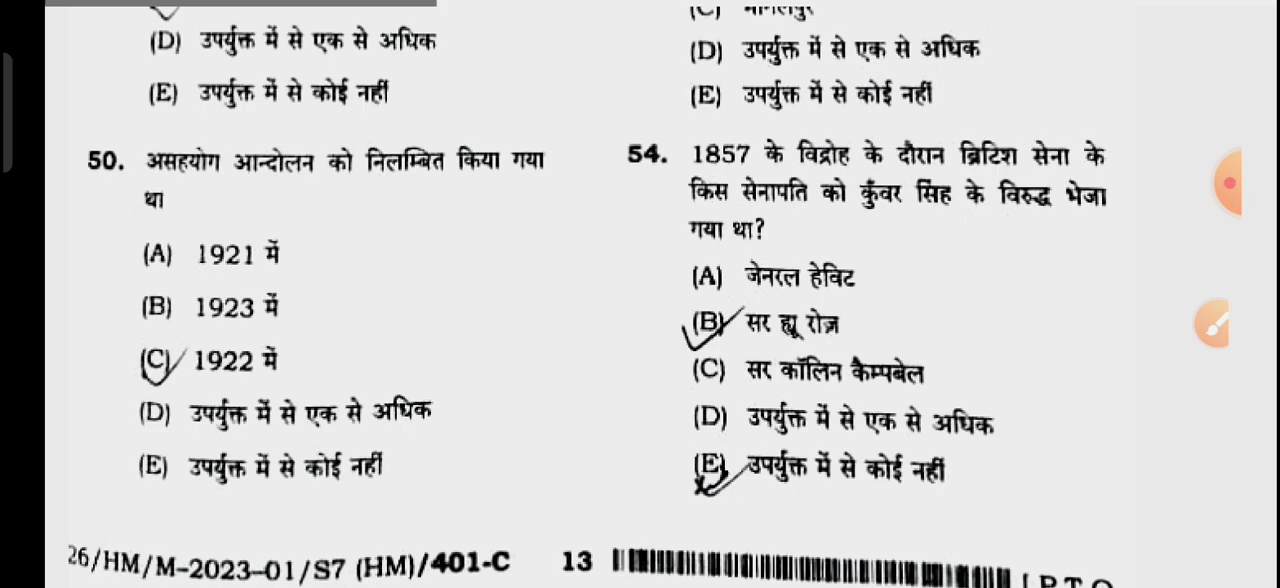 (D) उपर्युक्त में से एक से अधिक
(E) उपर्युक्त में से कोई नहीं
50. असहयोग आन्दोलन को निलम्बित किया गया
था
(A) 1921 में
(B) 1923 में
(C) 1922 में
(D) उपर्युक्त में से एक से अधिक
(E) उपर्युक्त में से कोई नहीं
26/HM/M-2023-01/S7 (HM)/401-C 13
(C) भागलपुर
(D) उपर्युक्त में से एक से अधिक
(E) उपर्युक्त में से कोई नहीं
54. 1857 के विद्रोह के दौरान ब्रिटिश सेना के
किस सेनापति को कुँवर सिंह के विरुद्ध भेजा
गया था?
(A) जेनरल हेविट
(B) सर ह्यू रोज़
(C) सर कॉलिन कैम्पबेल
(D) उपर्युक्त में से एक से अधिक
(E) उपर्युक्त में से कोई नहीं
[ P.T.O.